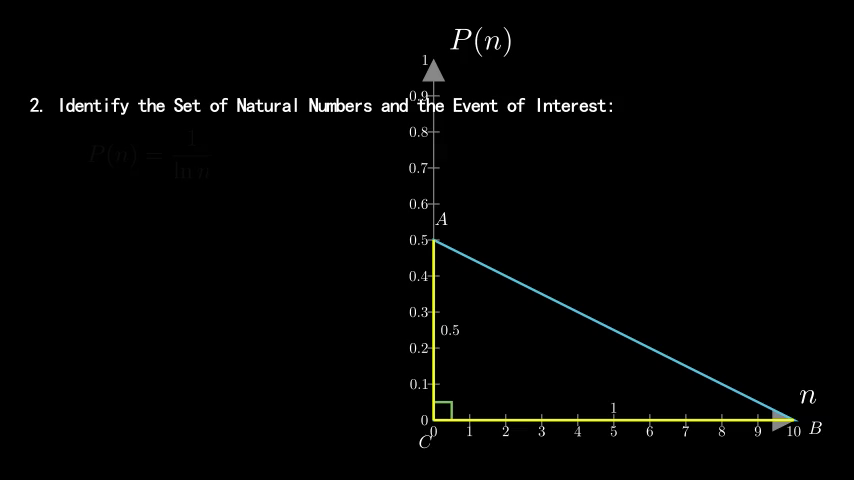 P(n)
1
2. Identify the Set of Natural Numbers and the Event of Interest:
0.9
P(n) = 1/ln n
0.8
0.7
0.6
A
0.5
0.4
0.3
0.5
0.2
0.1
n
1
0
B
C
0 1 2 3 4 5 6 7 8 9 10